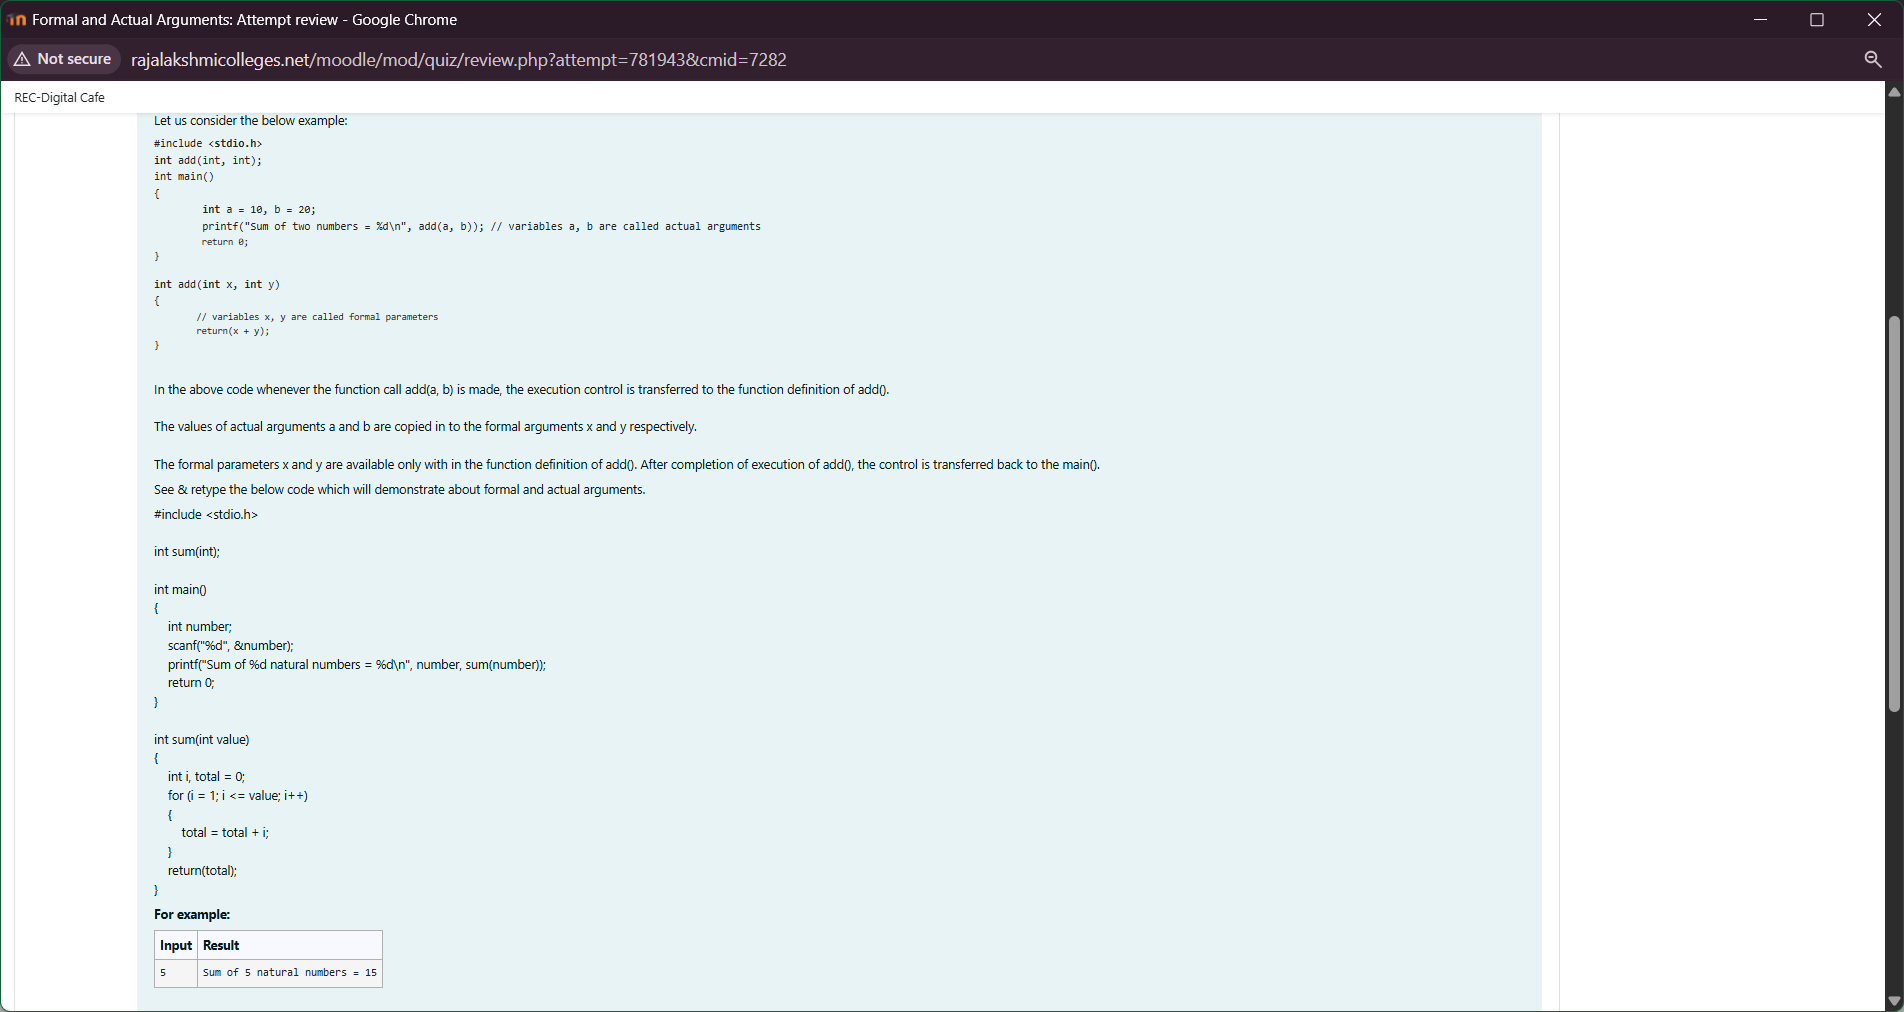 Formal and Actual Arguments: Attempt review - Google Chrome
Not secure
rajalakshmicolleges.net/moodle/mod/quiz/review.php?attempt=781943&cmid=7282
REC-Digital Cafe
Let us consider the below example:
#include <stdio.h>
int add(int, int);
int main()
{
int a = 10, b = 20;
printf("Sum of two numbers = %d\n", add(a, b)); // variables a, b are called actual arguments
return 0;
}
int add(int x, int y)
{
// variables x, y are called formal parameters
return(x + y);
}
In the above code whenever the function call add(a, b) is made, the execution control is transferred to the function definition of add().
The values of actual arguments a and b are copied in to the formal arguments x and y respectively.
The formal parameters x and y are available only with in the function definition of add(). After completion of execution of add(), the control is transferred back to the main().
See & retype the below code which will demonstrate about formal and actual arguments.
#include <stdio.h>
int sum(int);
int main()
{
int number;
scanf("%d", &number);
printf("Sum of %d natural numbers = %d\n", number, sum(number));
return 0;
}
int sum(int value)
{
int i, total = 0;
for (i = 1; i <= value; i++)
{
total = total + i;
}
return(total);
}
For example:
Input Result
5 Sum of 5 natural numbers = 15